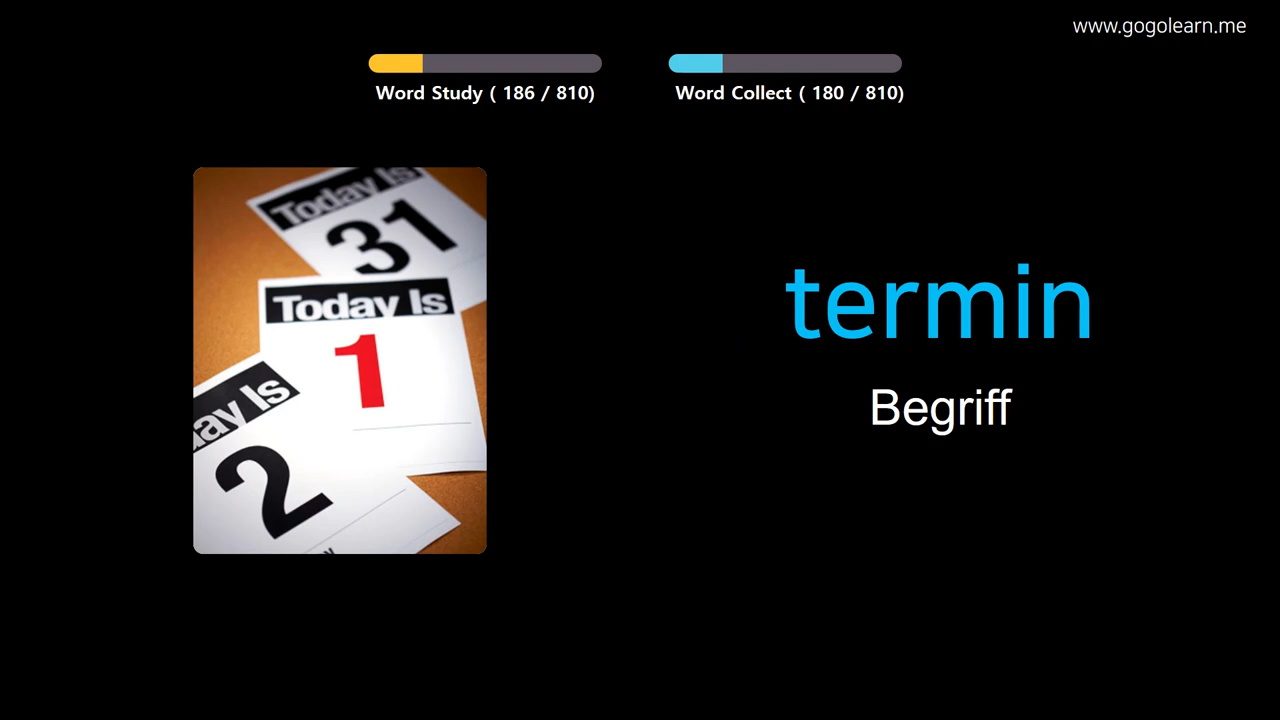 www.gogolearn.me
Word Study ( 186 / 810)
Word Collect ( 180 / 810)
Today Is
31
Today Is
1
day Is
2
termin
Begriff